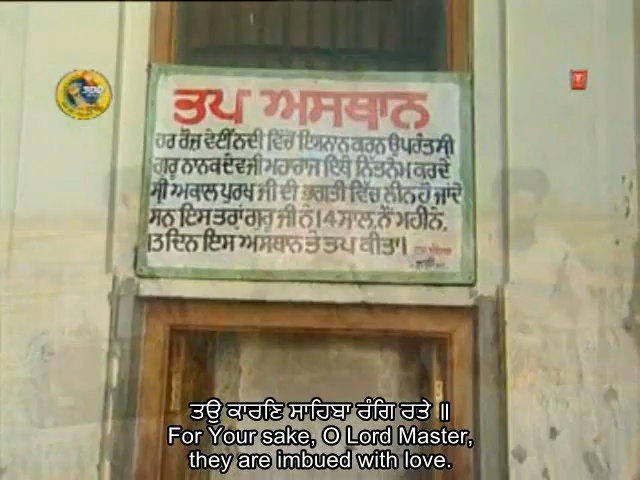 ਤਪ ਅਸਥਾਨ
ਹਰ ਰੋਜ਼ ਵੇਈਂ ਨਦੀ ਵਿੱਚੋਂ ਇਸ਼ਨਾਨ ਕਰਨ ਉਪਰੰਤ ਸ੍ਰੀ
ਗੁਰੂ ਨਾਨਕ ਦੇਵ ਜੀ ਮਹਾਰਾਜ ਇਥੇ ਨਿੱਤਨੇਮ ਕਰਦੇ
ਸ੍ਰੀ ਅਕਾਲ ਪੁਰਖ ਜੀ ਦੀ ਭਗਤੀ ਵਿੱਚ ਲੀਨ ਹੋ ਜਾਂਦੇ
ਸਨ ਇਸ ਤਰਾਂ ਗੁਰੂ ਜੀ ਨੇ 14 ਸਾਲ, ਨੌਂ ਮਹੀਨੇ,
ਦਿਨ ਇਸ ਅਸਥਾਨ ਤੇ ਤਪ ਕੀਤਾ।
ਤਉ ਕਾਰਣਿ ਸਾਹਿਬਾ ਰੰਗਿ ਰਤੇ ॥
For Your sake, O Lord Master,
they are imbued with love.